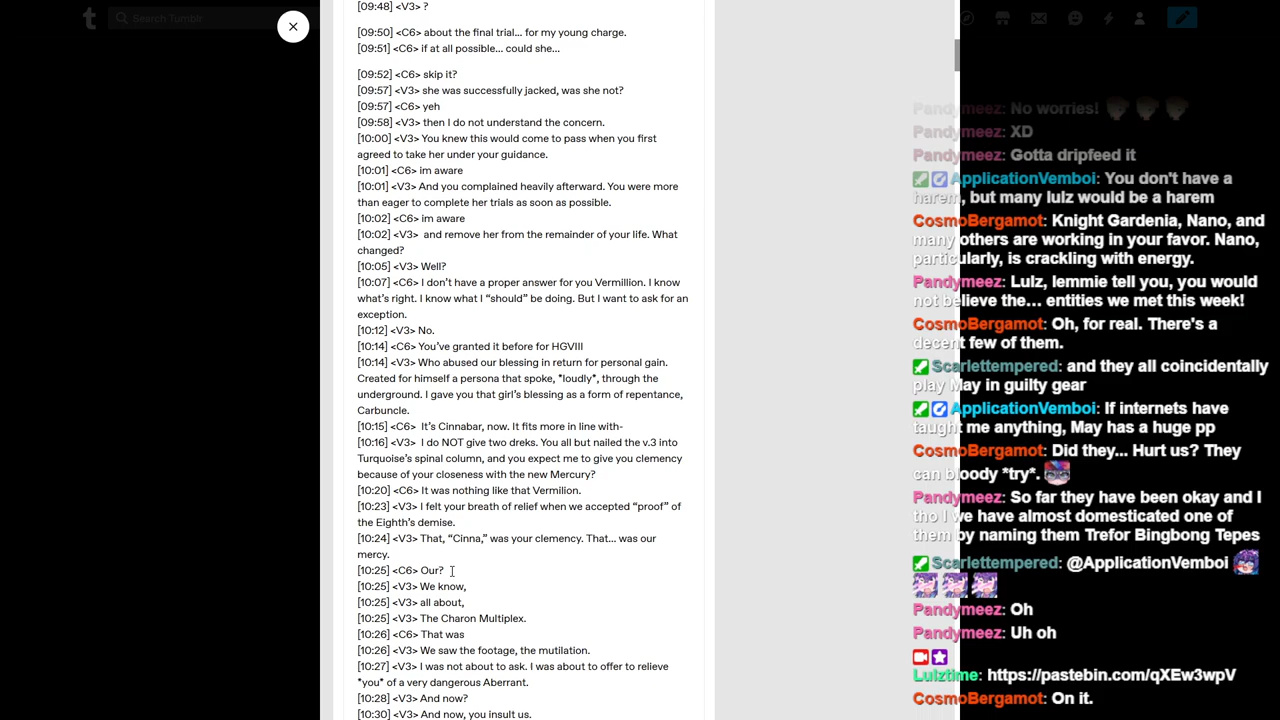 [09:48] <V3> ?
[09:50] <C6> about the final trial… for my young charge.
[09:51] <C6> if at all possible… could she…
[09:52] <C6> skip it?
[09:57] <V3> she was successfully jacked, was she not?
[09:57] <C6> yeh
[09:58] <V3> then I do not understand the concern.
[10:00] <V3> You knew this would come to pass when you first
agreed to take her under your guidance.
[10:01] <C6> im aware
[10:01] <V3> And you complained heavily afterward. You were more
than eager to complete her trials as soon as possible.
[10:02] <C6> im aware
[10:02] <V3>  and remove her from the remainder of your life. What
changed?
[10:05] <V3> Well?
[10:07] <C6> I don’t have a proper answer for you Vermillion. I know
what’s right. I know what I “should” be doing. But I want to ask for an
exception.
[10:12] <V3> No.
[10:14] <C6> You’ve granted it before for HGVIII
[10:14] <V3> Who abused our blessing in return for personal gain.
Created for himself a persona that spoke, *loudly*, through the
underground. I gave you that girl’s blessing as a form of repentance,
Carbuncle.
[10:15] <C6>  It’s Cinnabar, now. It fits more in line with-
[10:16] <V3>  I do NOT give two dreks. You all but nailed the v.3 into
Turquoise’s spinal column, and you expect me to give you clemency
because of your closeness with the new Mercury?
[10:20] <C6> It was nothing like that Vermilion.
[10:23] <V3> I felt your breath of relief when we accepted “proof” of
the Eighth’s demise.
[10:24] <V3> That, “Cinna,” was your clemency. That… was our
mercy.
[10:25] <C6> Our?
[10:25] <V3> We know,
[10:25] <V3> all about,
[10:25] <V3> The Charon Multiplex.
[10:26] <C6> That was
[10:26] <V3> We saw the footage, the mutilation.
[10:27] <V3> I was not about to ask. I was about to offer to relieve
*you* of a very dangerous Aberrant.
[10:28] <V3> And now?
[10:30] <V3> And now, you insult us.
t
Search Tumblr
Pandymeez: No worries!
Pandymeez: XD
Pandymeez: Gotta dripfeed it
ApplicationVemboi: You don't have a
harem, but many lulz would be a harem
CosmoBergamot: Knight Gardenia, Nano, and
many others are working in your favor. Nano,
particularly, is crackling with energy.
Pandymeez: Lulz, lemmie tell you, you would
not believe the… entities we met this week!
CosmoBergamot: Oh, for real. There's a
decent few of them.
Scarlettempered: and they all coincidentally
play May in guilty gear
ApplicationVemboi: If internets have
taught me anything, May has a huge pp
CosmoBergamot: Did they... Hurt us? They
can bloody *try*.
Pandymeez: So far they have been okay and I
tho I we have almost domesticated one of
them by naming them Trefor Bingbong Tepes
Scarlettempered: @ApplicationVemboi
Pandymeez: Oh
Pandymeez: Uh oh
Lulztime: https://pastebin.com/qXEw3wpV
CosmoBergamot: On it.